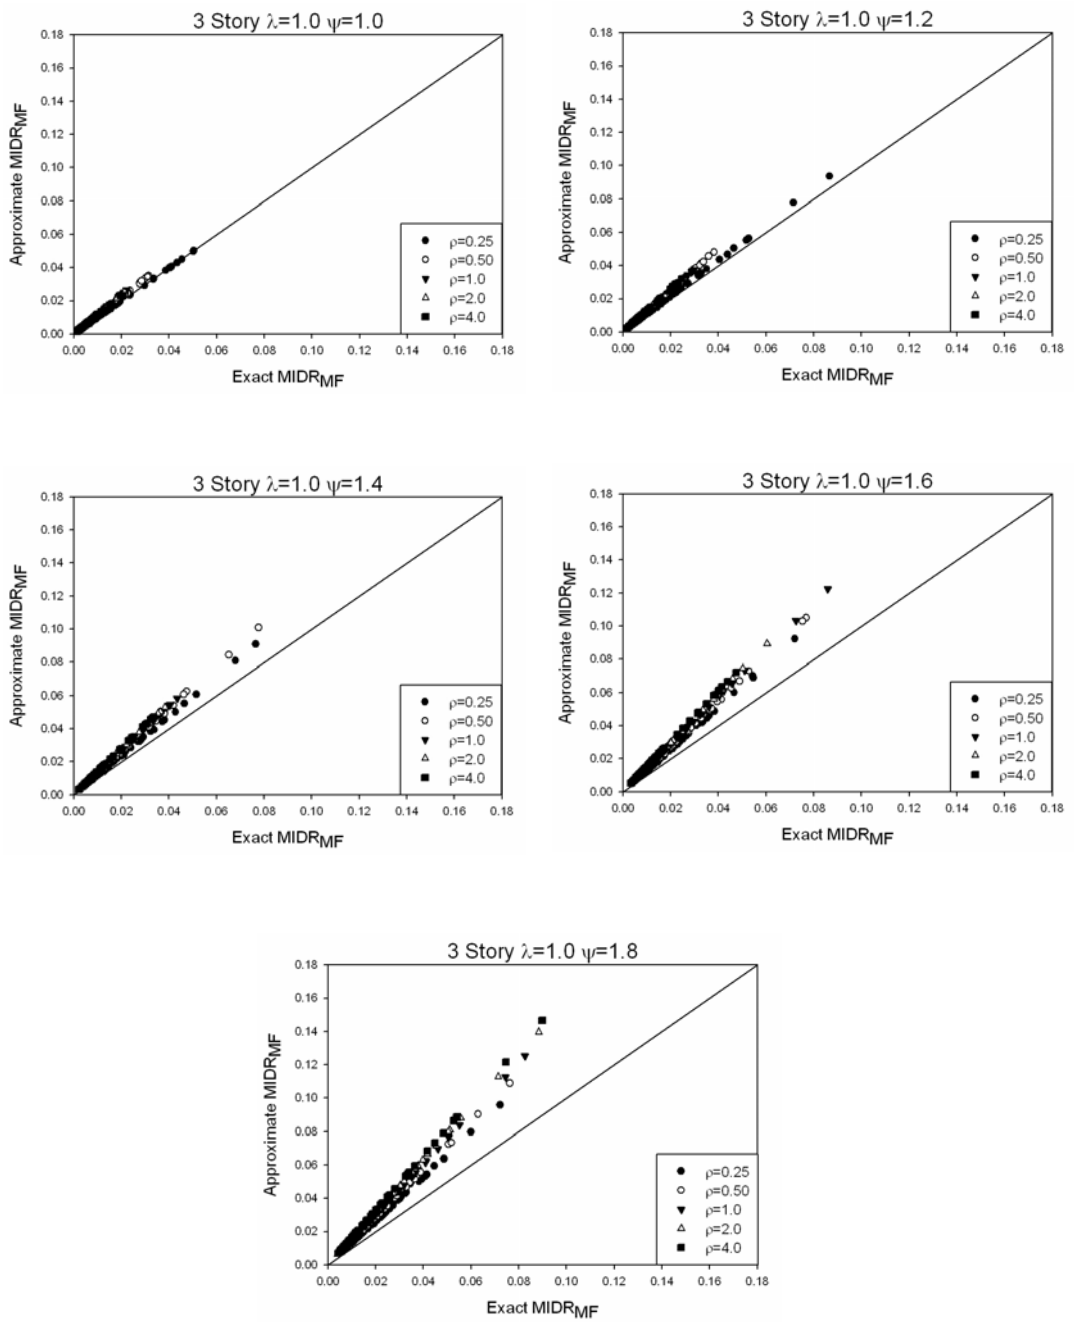 3 Story λ=1.0 ψ=1.0
0.18
0.16
0.14
0.12
0.10
0.08
0.06
0.04
0.02
0.00
Approximate MIDRMF
ρ=0.25
ρ=0.50
ρ=1.0
ρ=2.0
ρ=4.0
0.00 0.02 0.04 0.06 0.08 0.10 0.12 0.14 0.16 0.18
Exact MIDRMF
3 Story λ=1.0 ψ=1.2
0.18
0.16
0.14
0.12
0.10
0.08
0.06
0.04
0.02
0.00
Approximate MIDRMF
ρ=0.25
ρ=0.50
ρ=1.0
ρ=2.0
ρ=4.0
0.00 0.02 0.04 0.06 0.08 0.10 0.12 0.14 0.16 0.18
Exact MIDRMF
3 Story λ=1.0 ψ=1.4
0.18
0.16
0.14
0.12
0.10
0.08
0.06
0.04
0.02
0.00
Approximate MIDRMF
ρ=0.25
ρ=0.50
ρ=1.0
ρ=2.0
ρ=4.0
0.00 0.02 0.04 0.06 0.08 0.10 0.12 0.14 0.16 0.18
Exact MIDRMF
3 Story λ=1.0 ψ=1.6
0.18
0.16
0.14
0.12
0.10
0.08
0.06
0.04
0.02
0.00
Approximate MIDRMF
ρ=0.25
ρ=0.50
ρ=1.0
ρ=2.0
ρ=4.0
0.00 0.02 0.04 0.06 0.08 0.10 0.12 0.14 0.16 0.18
Exact MIDRMF
3 Story λ=1.0 ψ=1.8
0.18
0.16
0.14
0.12
0.10
0.08
0.06
0.04
0.02
0.00
Approximate MIDRMF
ρ=0.25
ρ=0.50
ρ=1.0
ρ=2.0
ρ=4.0
0.00 0.02 0.04 0.06 0.08 0.10 0.12 0.14 0.16 0.18
Exact MIDRMF